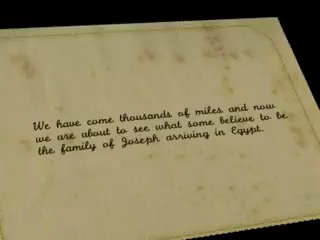 We have come thousands of miles and now
we are about to see what some believe to be
the family of Joseph arriving in Egypt.